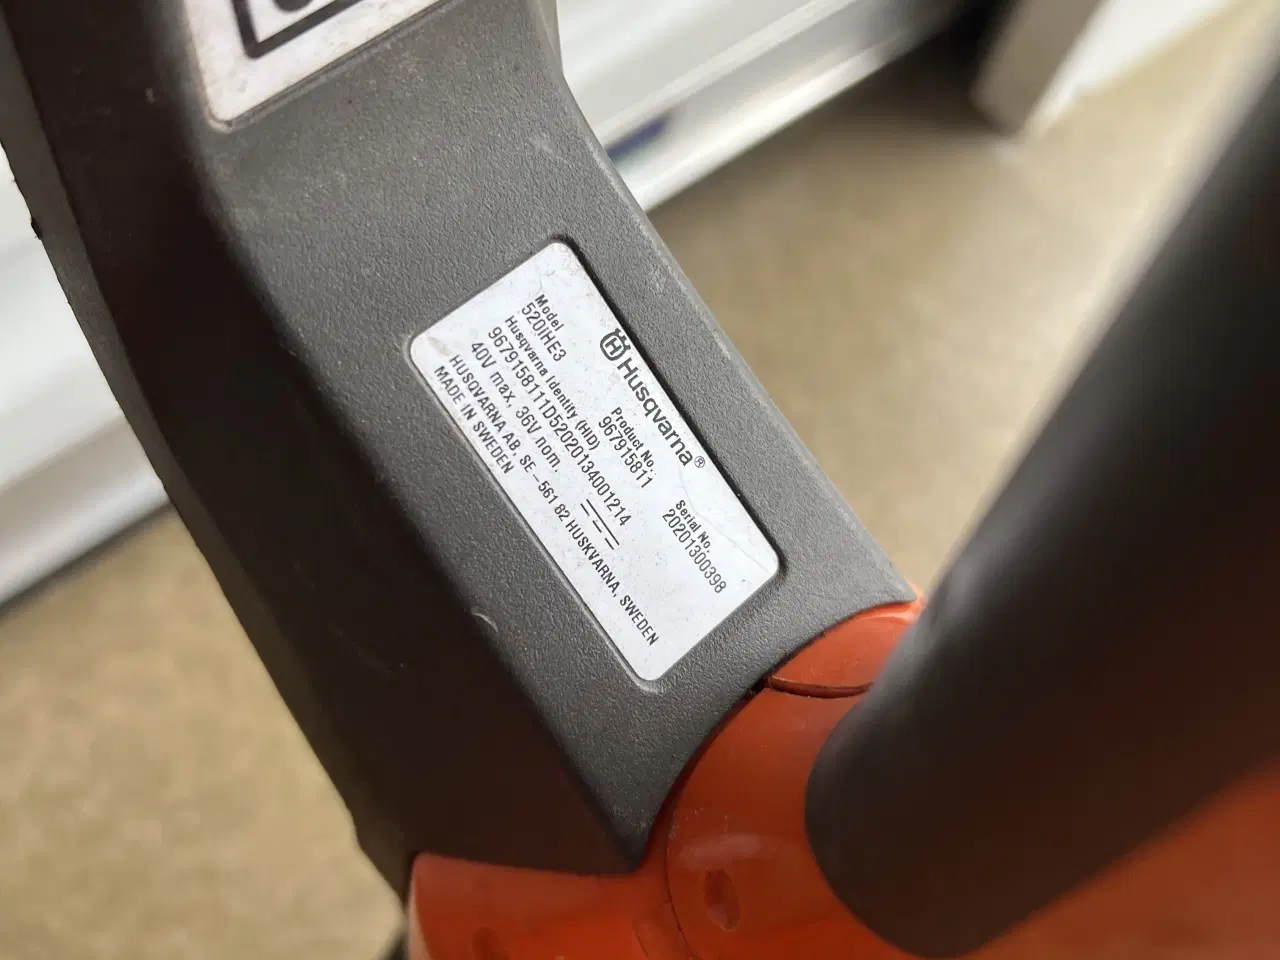 Husqvarna®
Model
520iHE3
Product No.
967915811
Serial No.
20201300398
Husqvarna Identity (HID)
9679158111D52020134001214
40V max, 36V nom.
HUSQVARNA AB, SE-561 82 HUSKVARNA, SWEDEN
MADE IN SWEDEN